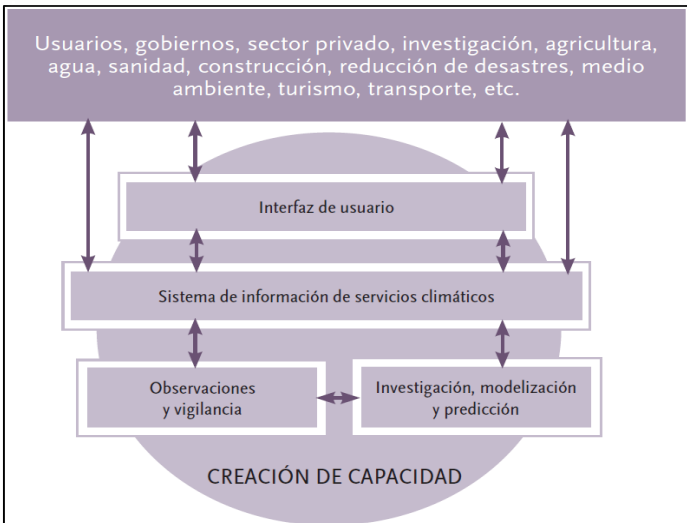 Usuarios, gobiernos, sector privado, investigación, agricultura,
agua, sanidad, construcción, reducción de desastres, medio
ambiente, turismo, transporte, etc.
Interfaz de usuario
Sistema de información de servicios climáticos
Observaciones
y vigilancia
Investigación, modelización
y predicción
CREACIÓN DE CAPACIDAD